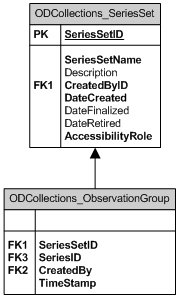 ODCollections_SeriesSet
PK SeriesSetID
SeriesSetName
Description
FK1 CreatedByID
DateCreated
DateFinalized
DateRetired
AccessibilityRole
ODCollections_ObservationGroup
FK1 SeriesSetID
FK3 SeriesID
FK2 CreatedBy
TimeStamp